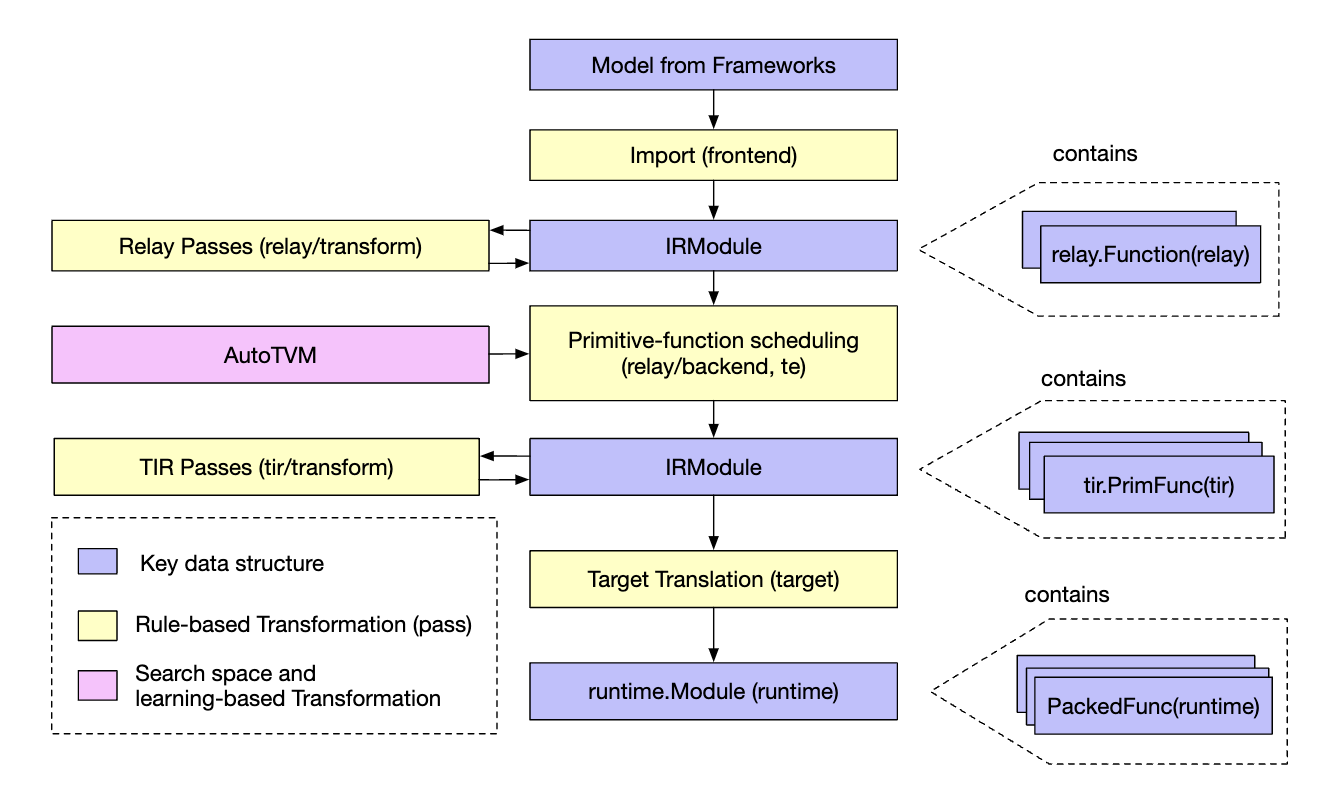 Model from Frameworks
Import (frontend)
contains
Relay Passes (relay/transform)
IRModule
relay.Function(relay)
AutoTVM
Primitive-function scheduling
(relay/backend, te)
contains
TIR Passes (tir/transform)
IRModule
tir.PrimFunc(tir)
Key data structure
Rule-based Transformation (pass)
Search space and
learning-based Transformation
Target Translation (target)
contains
runtime.Module (runtime)
PackedFunc(runtime)